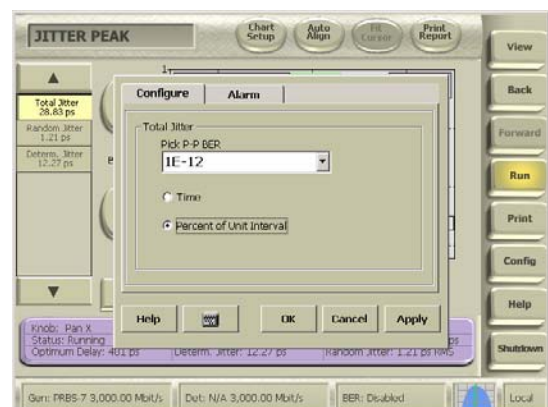 JITTER PEAK
Chart Setup
Auto Align
Fit Cursor
Print Report
View
Back
Forward
Run
Print
Config
Help
Shutdown
Total Jitter
28.83 ps
Random Jitter
1.21 ps
Determ. Jitter
12.27 ps
Configure
Alarm
Total Jitter
Pick P-P BER
1E-12
Time
Percent of Unit Interval
Help
OK
Cancel
Apply
Knob: Pan X
Status: Running
Optimum Delay: 401 ps
Determ. Jitter: 12.27 ps
Random Jitter: 1.21 ps RMS
Gen: PRBS-7 3,000.00 Mbit/s
Det: N/A 3,000.00 Mbit/s
BER: Disabled
Local